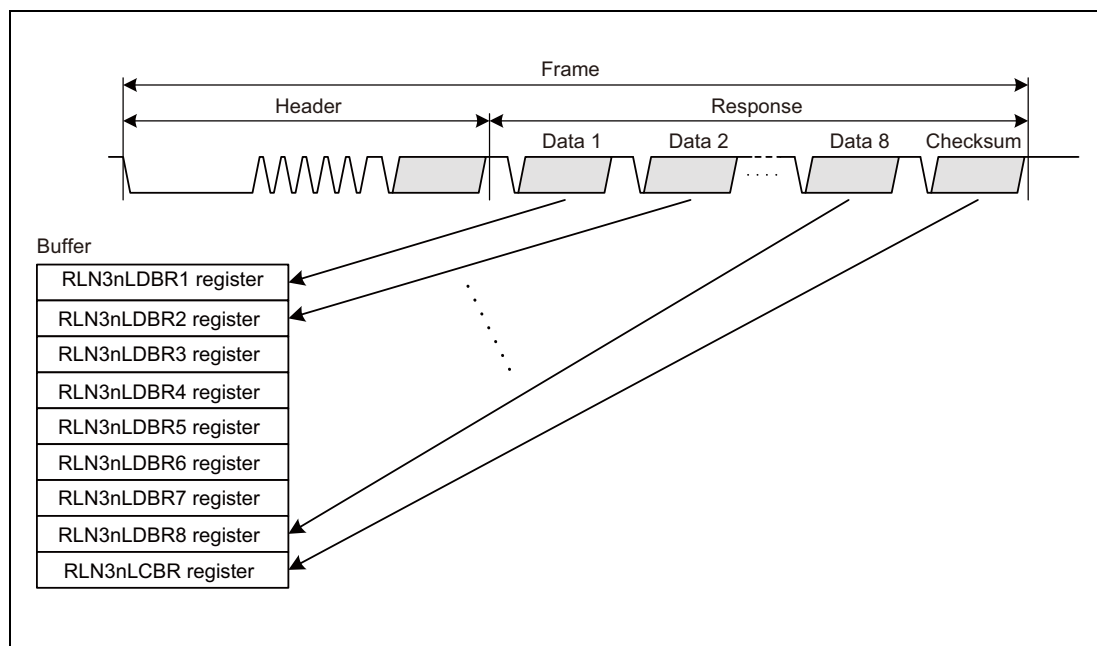 Frame
Header
Response
Data 1
Data 2
Data 8
Checksum
Buffer
RLN3nLDBR1 register
RLN3nLDBR2 register
RLN3nLDBR3 register
RLN3nLDBR4 register
RLN3nLDBR5 register
RLN3nLDBR6 register
RLN3nLDBR7 register
RLN3nLDBR8 register
RLN3nLCBR register